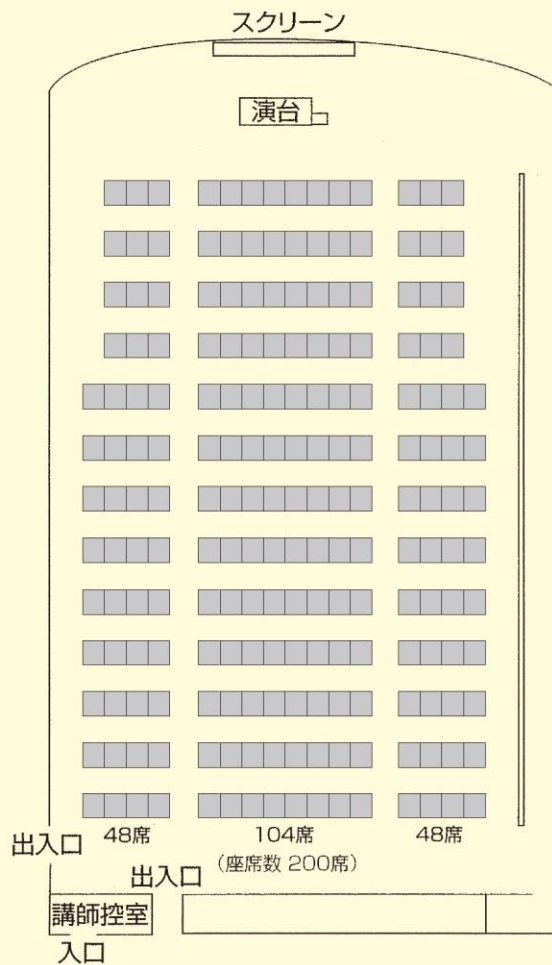 スクリーン
演台
48席
104席
48席
(座席数 200席)
出入口
出入口
講師控室
入口